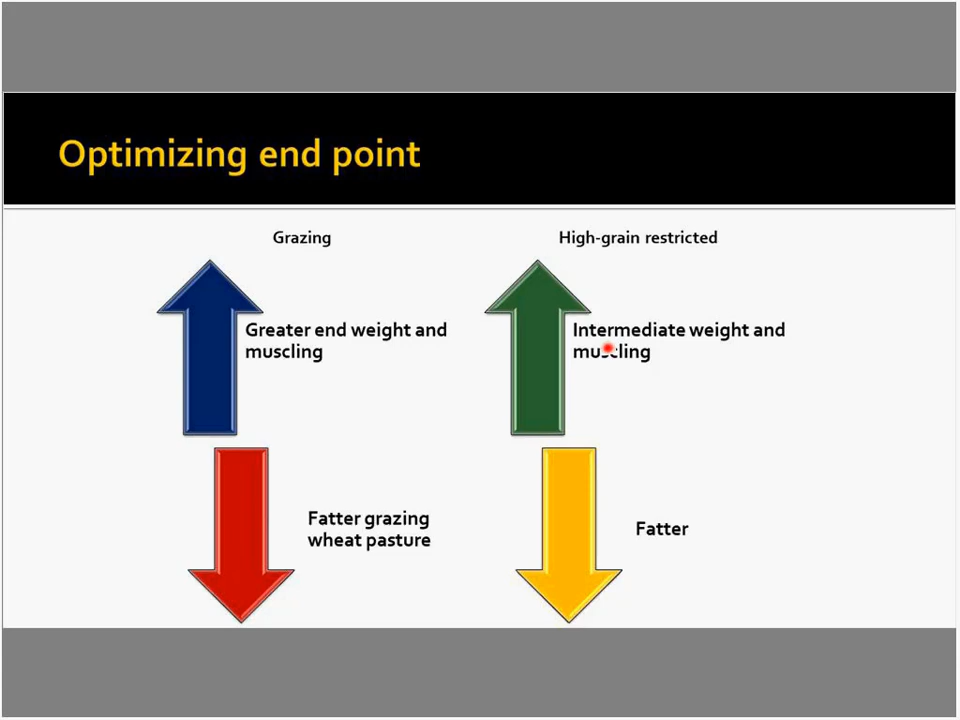 Optimizing end point
Grazing
Greater end weight and
muscling
Fatter grazing
wheat pasture
High-grain restricted
Intermediate weight and
muscling
Fatter